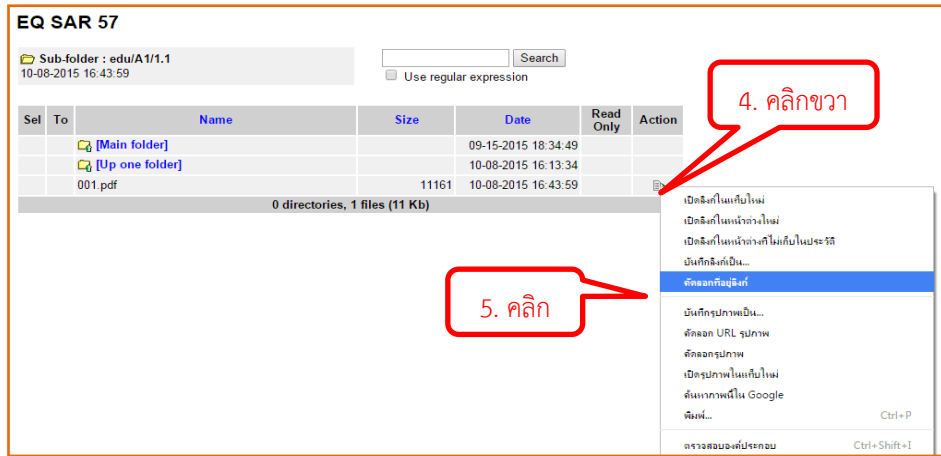 EQ SAR 57
Sub-folder : edu/A1/1.1
10-08-2015 16:43:59
Search
Use regular expression
4. คลิกขวา
Sel To Name Size Date Read Only Action
[Main folder] 09-15-2015 18:34:49
[Up one folder] 10-08-2015 16:13:34
001.pdf 11161 10-08-2015 16:43:59
0 directories, 1 files (11 Kb)
เปิดลิงก์ในแท็บใหม่
เปิดลิงก์ในหน้าต่างใหม่
เปิดลิงก์ในหน้าต่างที่ไม่เก็บในประวัติ
บันทึกลิงก์เป็น...
คัดลอกที่อยู่ลิงก์
5. คลิก
บันทึกรูปภาพเป็น...
คัดลอก URL รูปภาพ
คัดลอกรูปภาพ
เปิดรูปภาพในแท็บใหม่
ค้นหาภาพนี้ใน Google
พิมพ์... Ctrl+P
ตรวจสอบองค์ประกอบ Ctrl+Shift+I